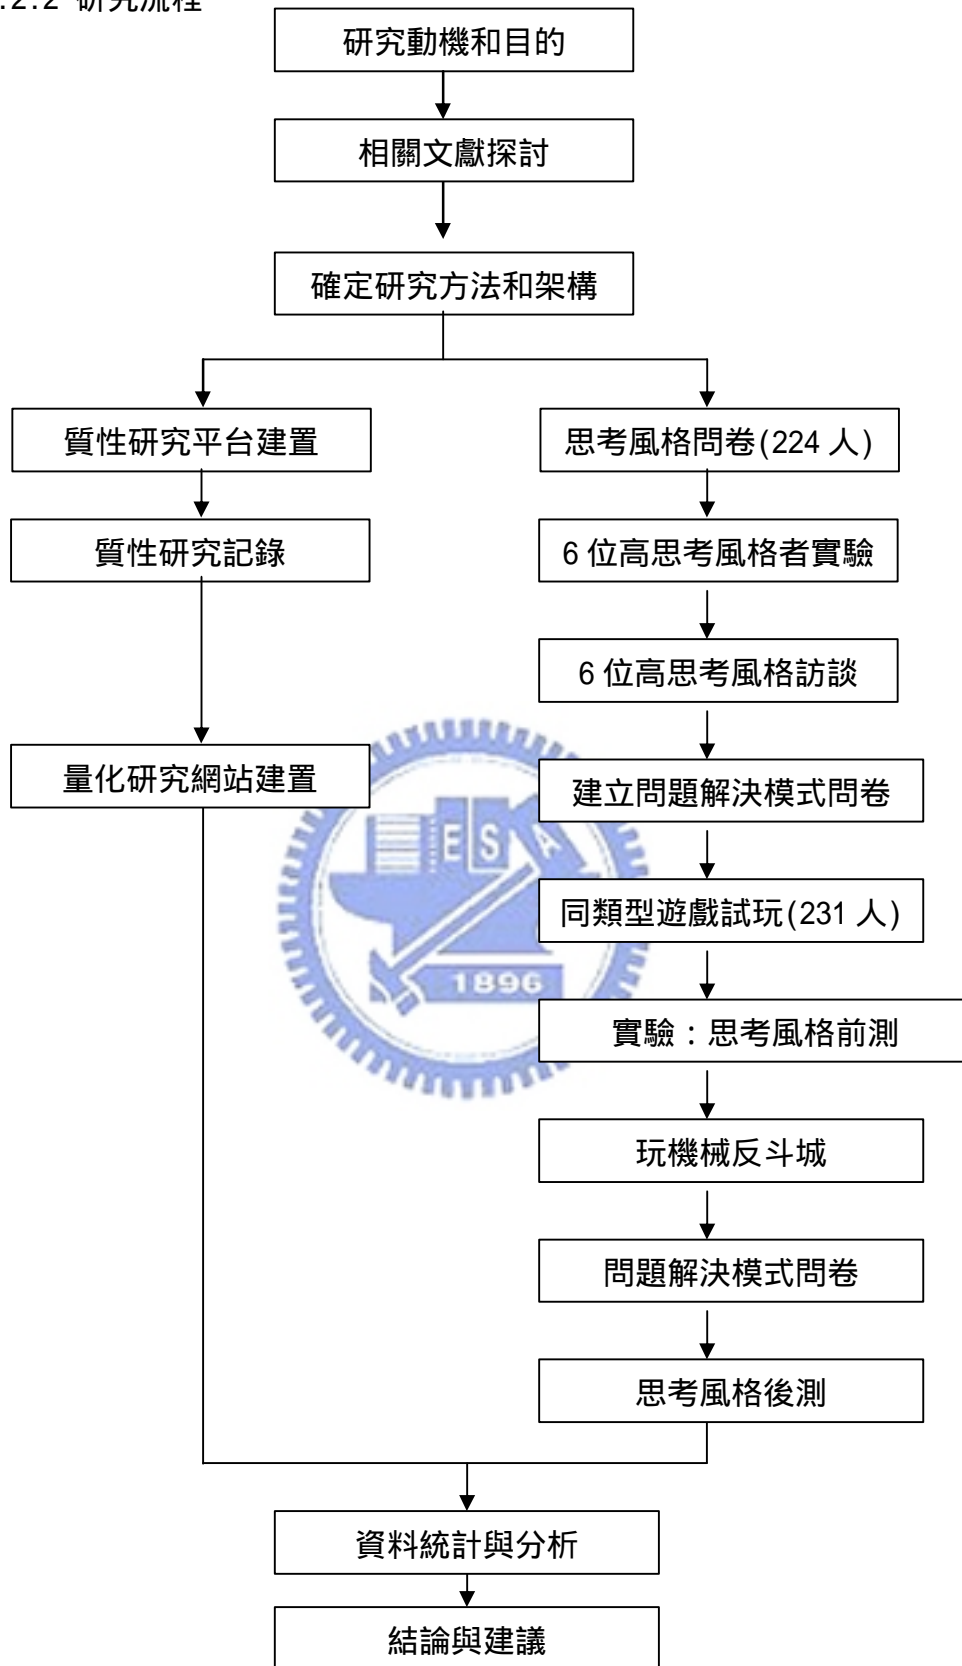 .2.2 研究流程
研究動機和目的
相關文獻探討
確定研究方法和架構
質性研究平台建置
質性研究記錄
量化研究網站建置
思考風格問卷(224 人)
6 位高思考風格者實驗
6 位高思考風格訪談
建立問題解決模式問卷
同類型遊戲試玩(231 人)
實驗：思考風格前測
玩機械反斗城
問題解決模式問卷
思考風格後測
資料統計與分析
結論與建議
E S A
1896